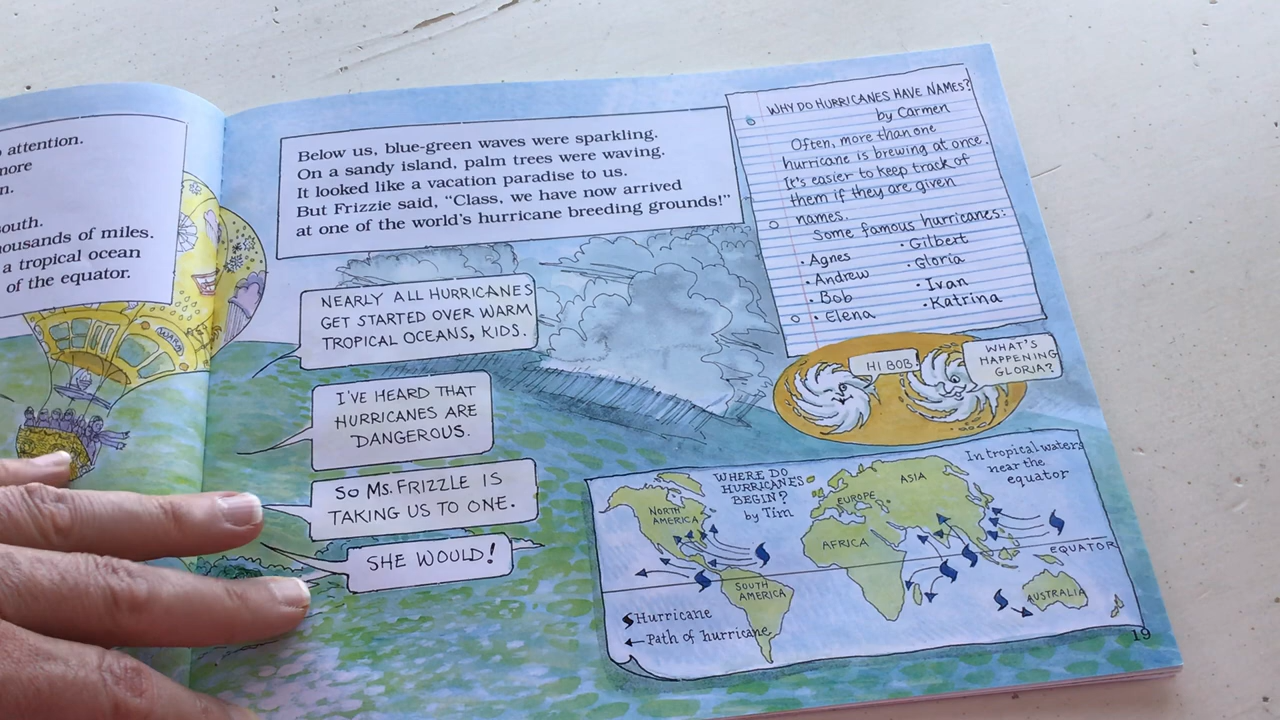 attention.
more
n.
outh.
ousands of miles.
a tropical ocean
of the equator.
Below us, blue-green waves were sparkling.
On a sandy island, palm trees were waving.
It looked like a vacation paradise to us.
But Frizzie said, “Class, we have now arrived
at one of the world’s hurricane breeding grounds!”
NEARLY ALL HURRICANES
GET STARTED OVER WARM
TROPICAL OCEANS, KIDS.
I'VE HEARD THAT
HURRICANES ARE
DANGEROUS.
SO MS. FRIZZLE IS
TAKING US TO ONE.
SHE WOULD!
WHY DO HURRICANES HAVE NAMES?
by Carmen
Often, more than one
hurricane is brewing at once.
It's easier to keep track of
them if they are given
names.
Some famous hurricanes:
• Agnes
• Andrew
• Bob
• Elena
• Gilbert
• Gloria
• Ivan
• Katrina
HI BOB!
WHAT'S
HAPPENING
GLORIA?
WHERE DO
HURRICANES
BEGIN?
by Tim
In tropical waters
near the
equator
NORTH
AMERICA
SOUTH
AMERICA
EUROPE
ASIA
AFRICA
EQUATOR
AUSTRALIA
Hurricane
Path of hurricane
19